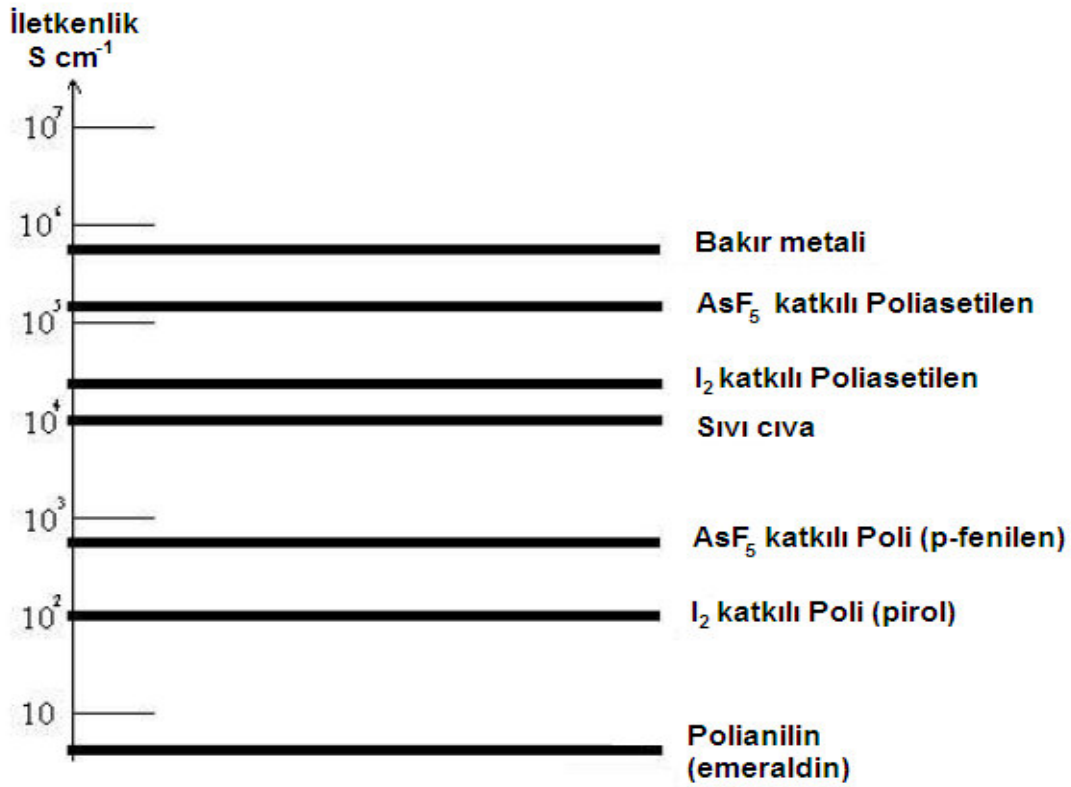 İletkenlik
S cm⁻¹
10⁷
10⁶
Bakır metali
AsF₅ katkılı Poliasetilen
10⁵
I₂ katkılı Poliasetilen
10⁴
Sıvı cıva
10³
AsF₅ katkılı Poli (p-fenilen)
10²
I₂ katkılı Poli (pirol)
10
Polianilin
(emeraldin)